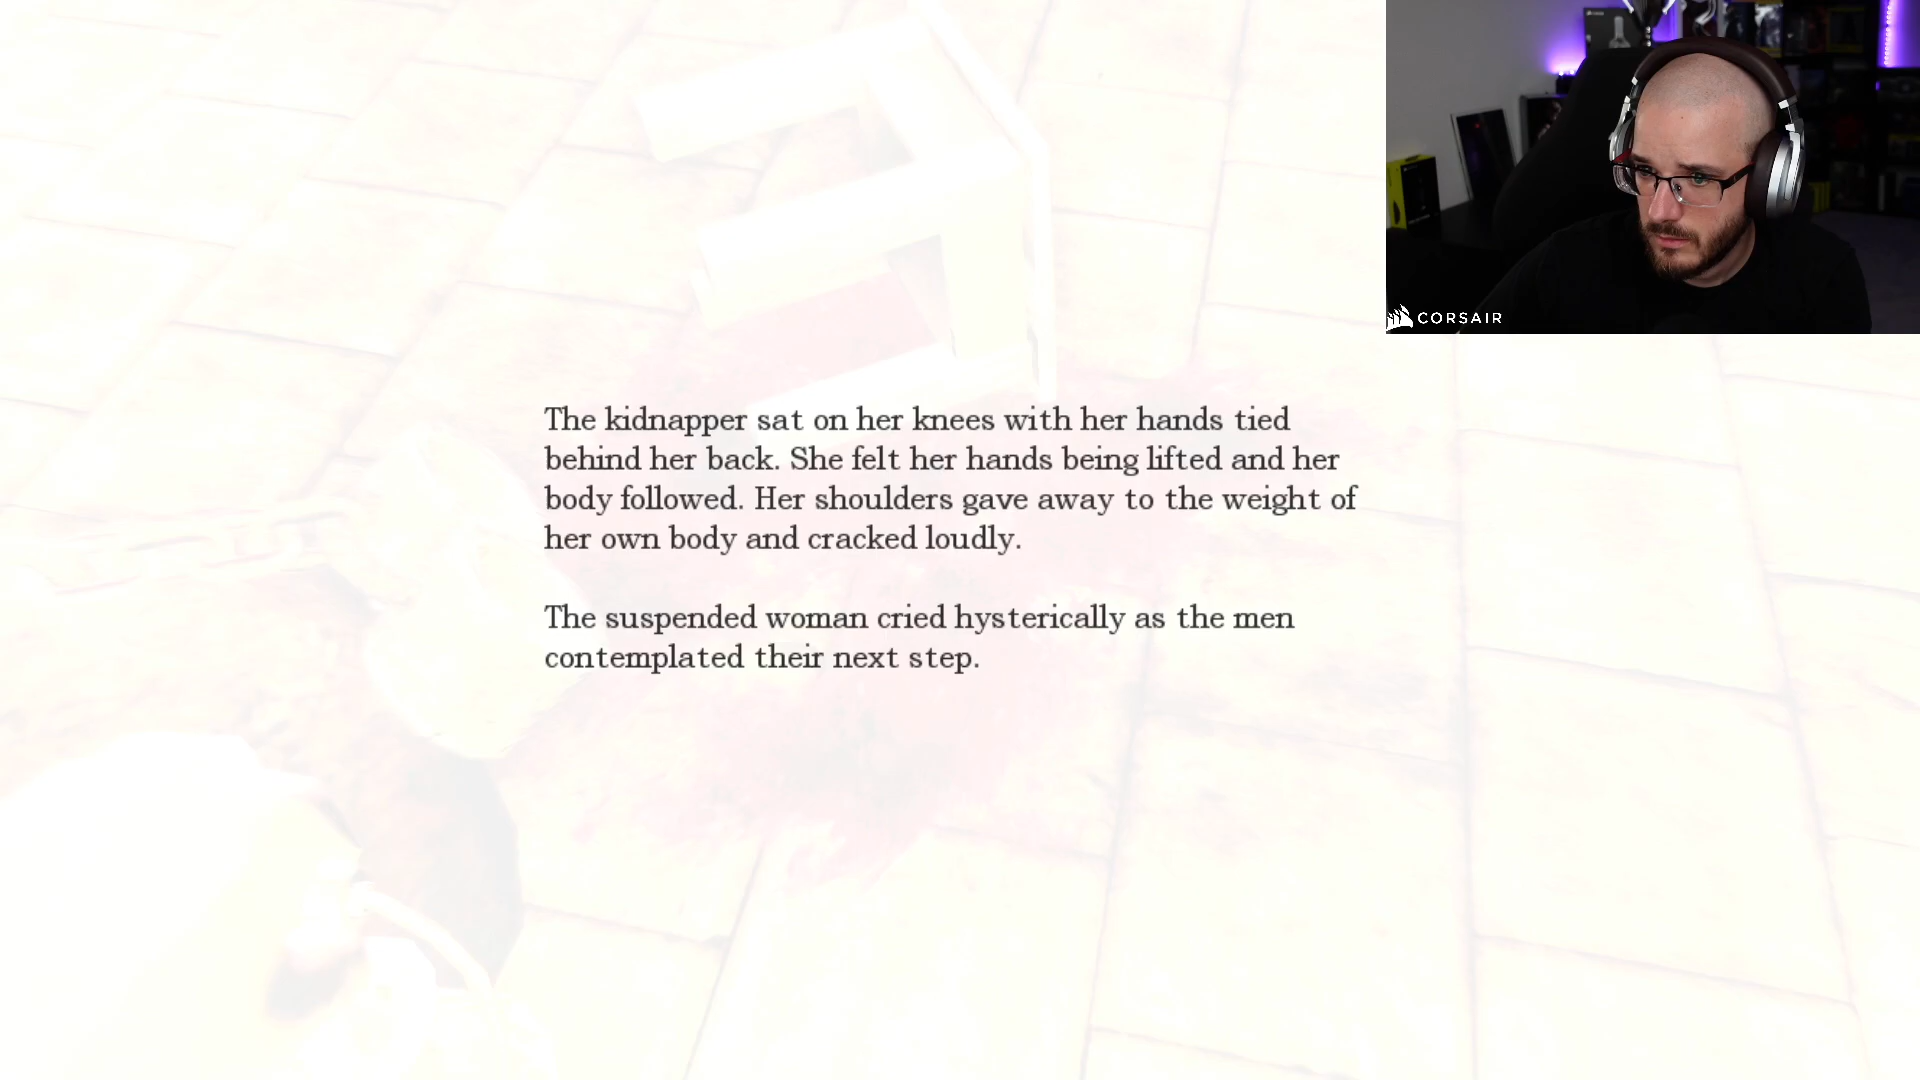 CORSAIR
The kidnapper sat on her knees with her hands tied
behind her back. She felt her hands being lifted and her
body followed. Her shoulders gave away to the weight of
her own body and cracked loudly.
The suspended woman cried hysterically as the men
contemplated their next step.